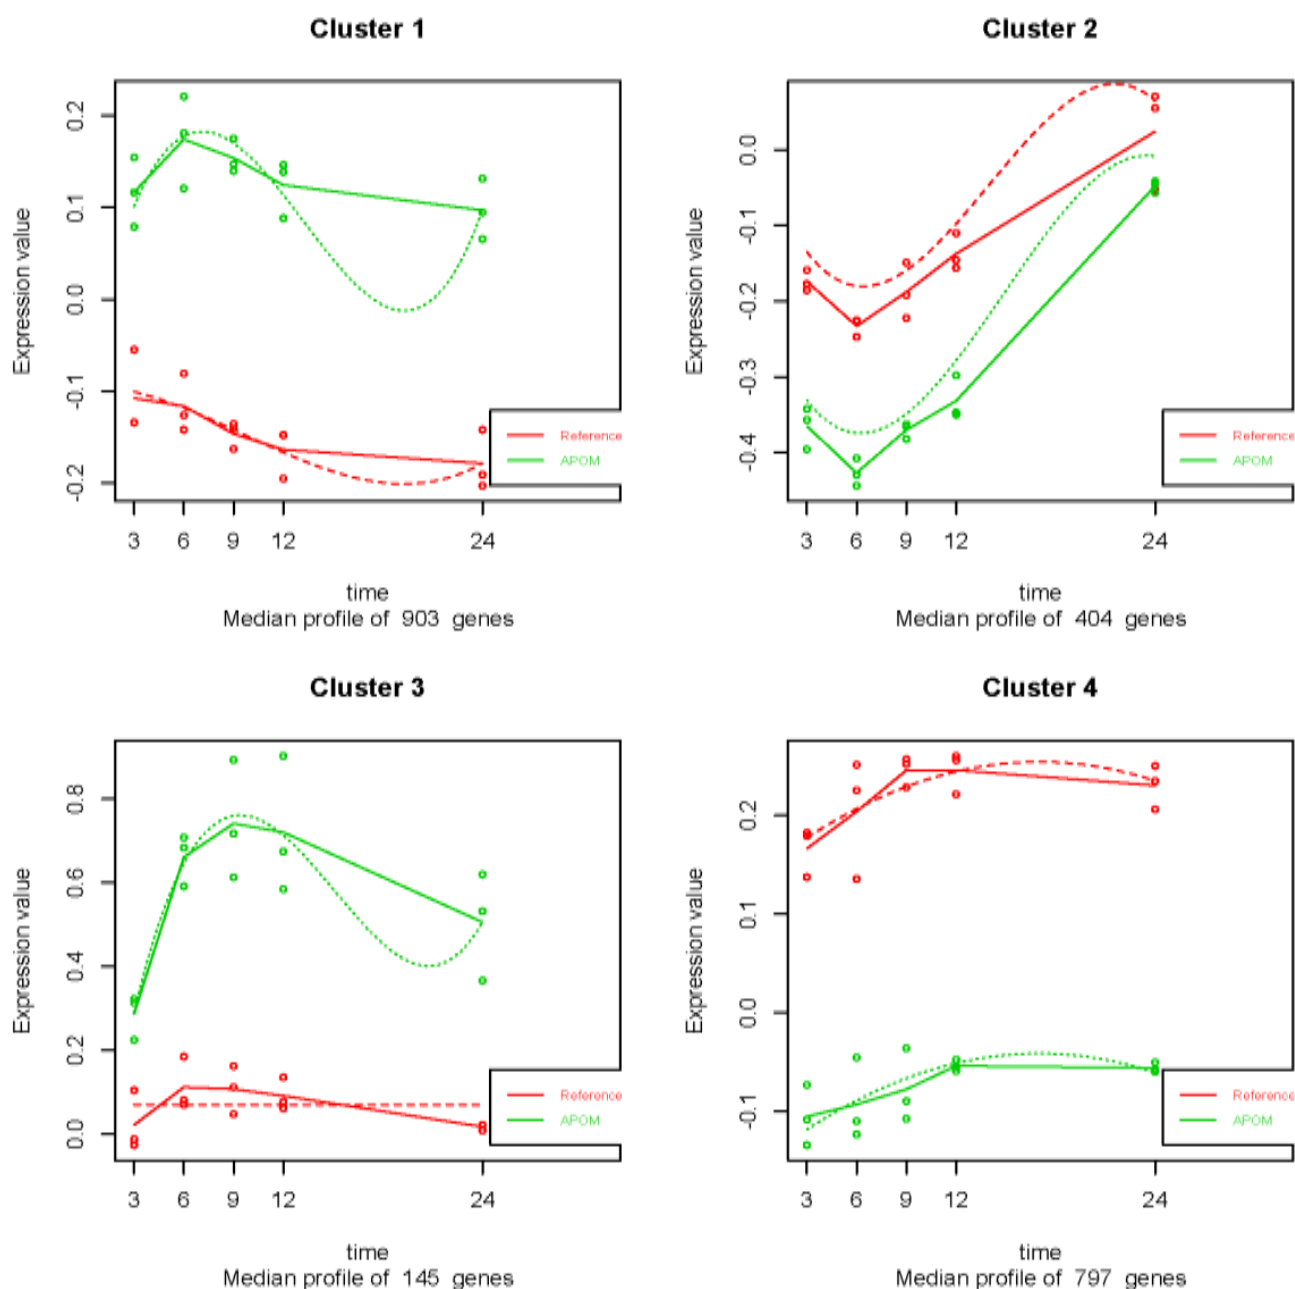 Cluster 1
Expression value
0.2
0.1
0.0
-0.1
-0.2
Reference
APOM
3 6 9 12 24
time
Median profile of 903 genes
Cluster 2
Expression value
0.0
-0.1
-0.2
-0.3
-0.4
Reference
APOM
3 6 9 12 24
time
Median profile of 404 genes
Cluster 3
Expression value
0.8
0.6
0.4
0.2
0.0
Reference
APOM
3 6 9 12 24
time
Median profile of 145 genes
Cluster 4
Expression value
0.2
0.1
0.0
-0.1
Reference
APOM
3 6 9 12 24
time
Median profile of 797 genes